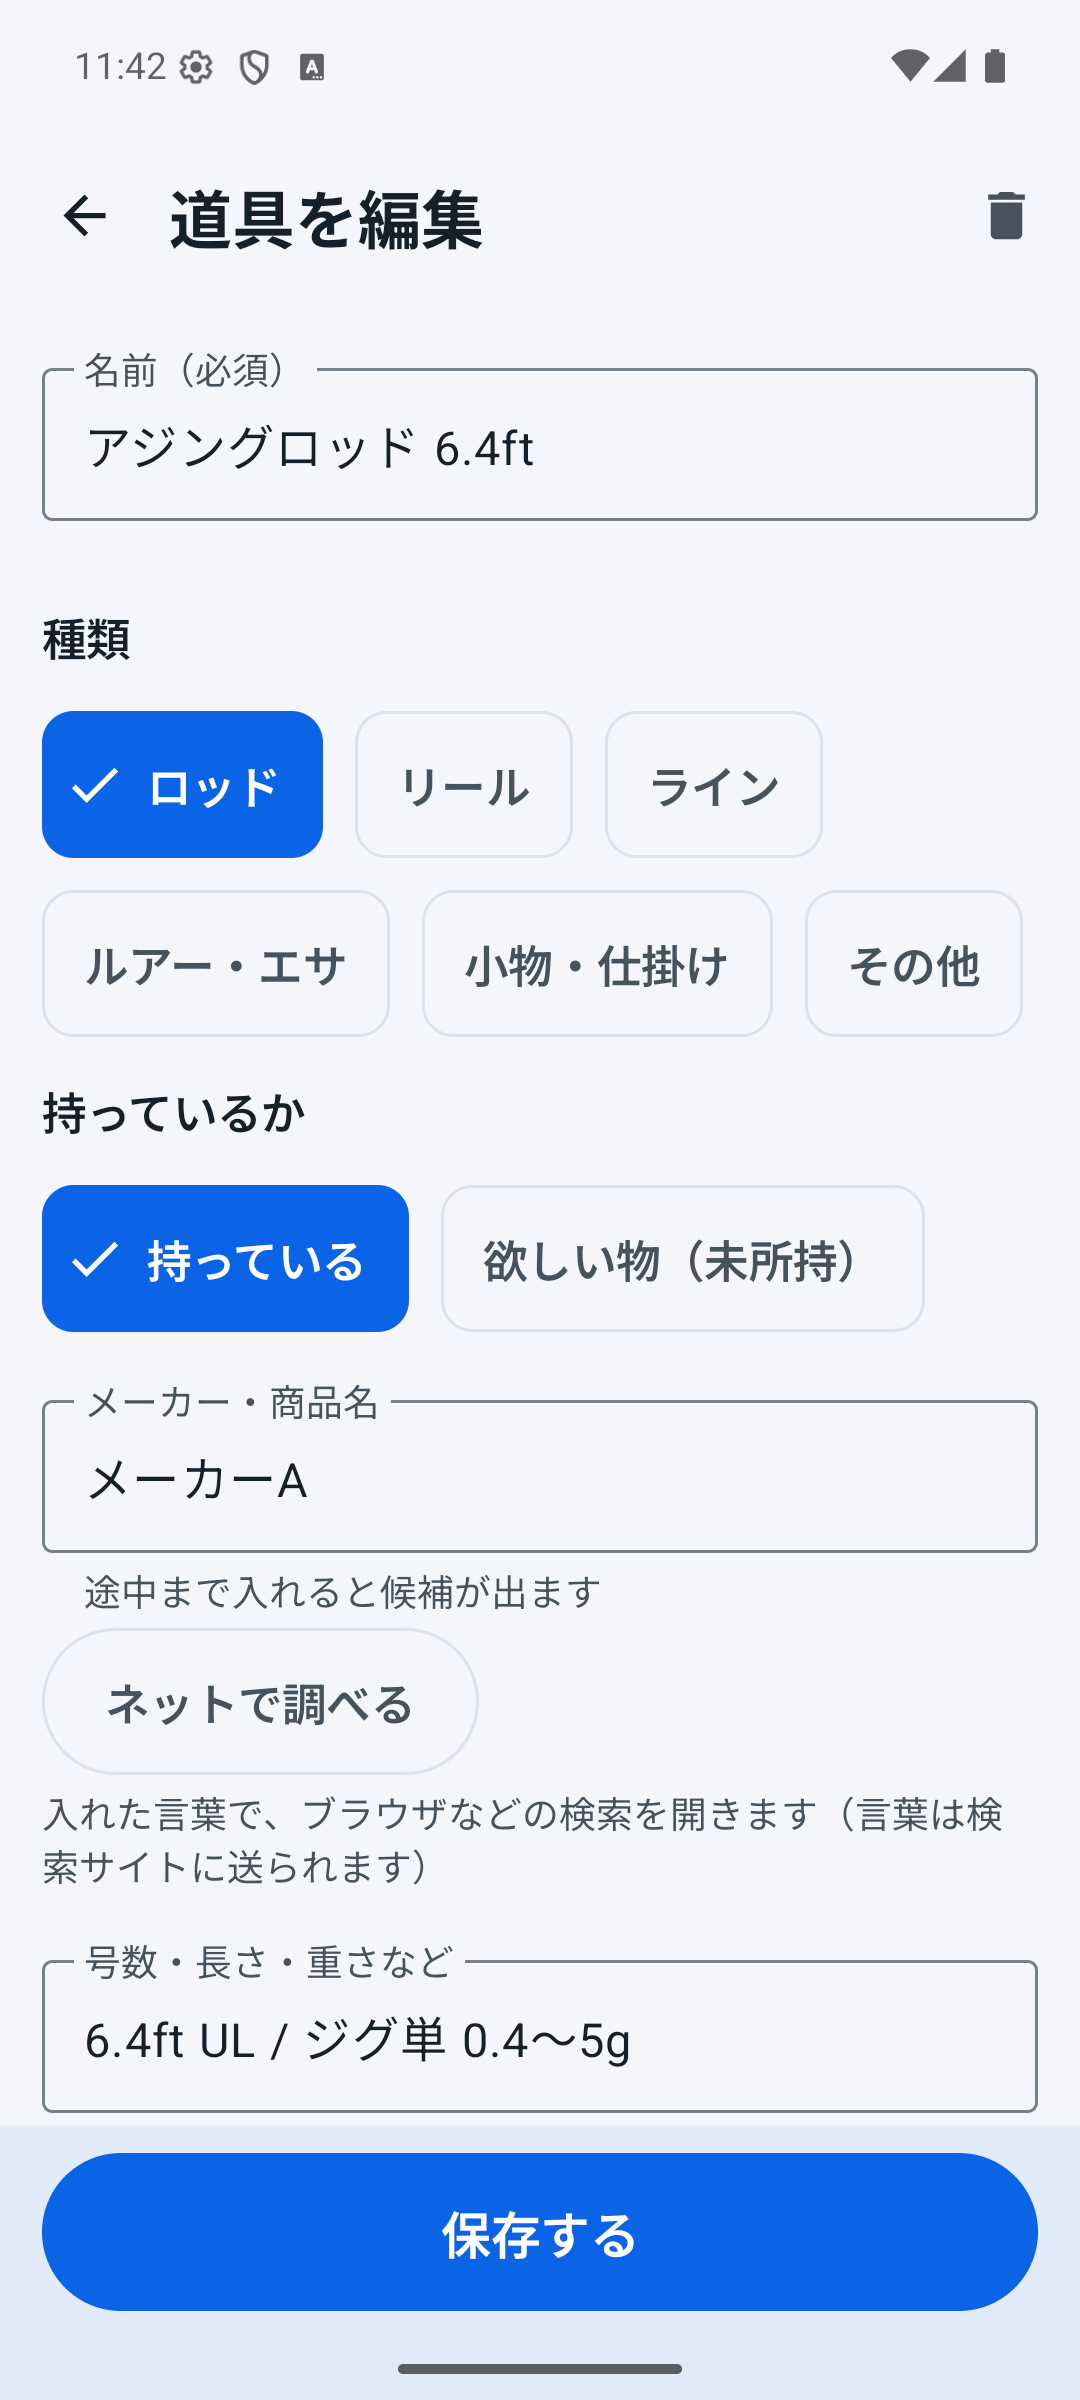 11:42
道具を編集
名前（必須）
アジングロッド 6.4ft
種類
ロッド リール ライン
ルアー・エサ 小物・仕掛け その他
持っているか
持っている 欲しい物（未所持）
メーカー・商品名
メーカーA
途中まで入れると候補が出ます
ネットで調べる
入れた言葉で、ブラウザなどの検索を開きます（言葉は検
索サイトに送られます）
号数・長さ・重さなど
6.4ft UL / ジグ単 0.4〜5g
保存する